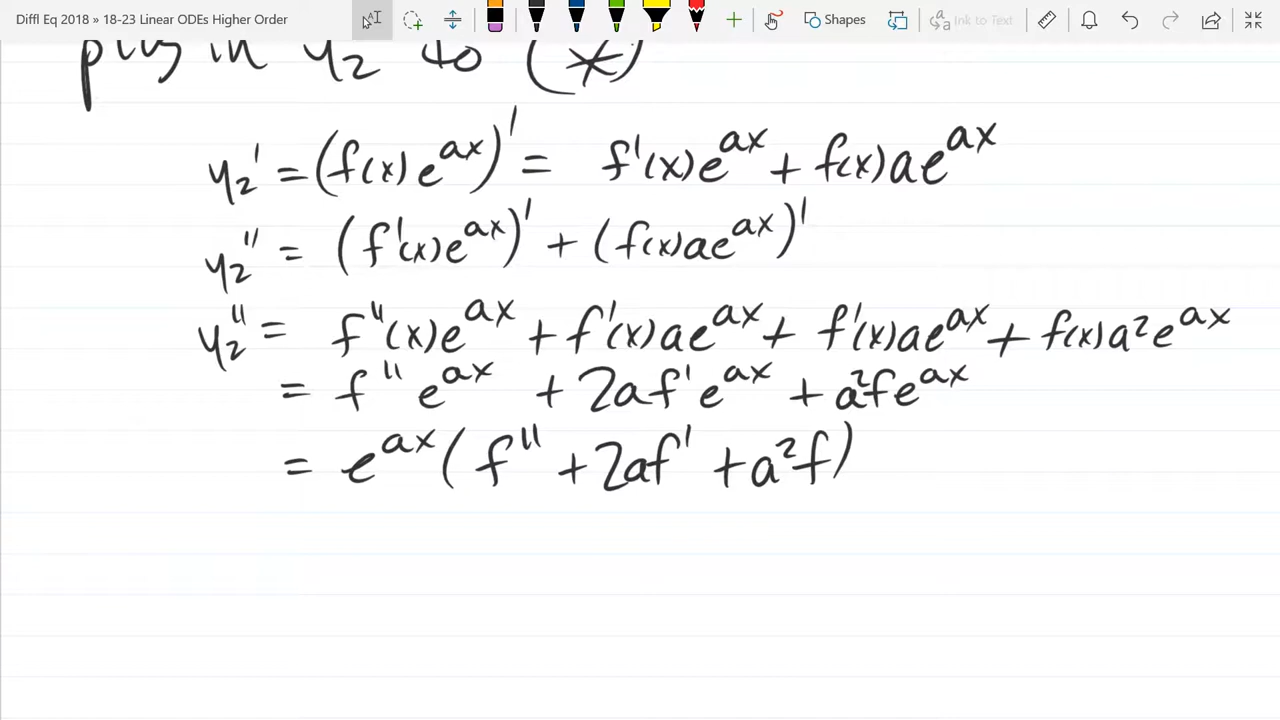 Diffl Eq 2018 » 18-23 Linear ODEs Higher Order
Shapes
Ink to Text
plug in y₂ to (*)
y₂' = (f(x)e^{ax})' = f'(x)e^{ax} + f(x)ae^{ax}
y₂'' = (f'(x)e^{ax})' + (f(x)ae^{ax})'
y₂'' = f''(x)e^{ax} + f'(x)ae^{ax} + f'(x)ae^{ax} + f(x)a²e^{ax}
= f'' e^{ax} + 2af'e^{ax} + a²fe^{ax}
= e^{ax}(f'' + 2af' + a²f)